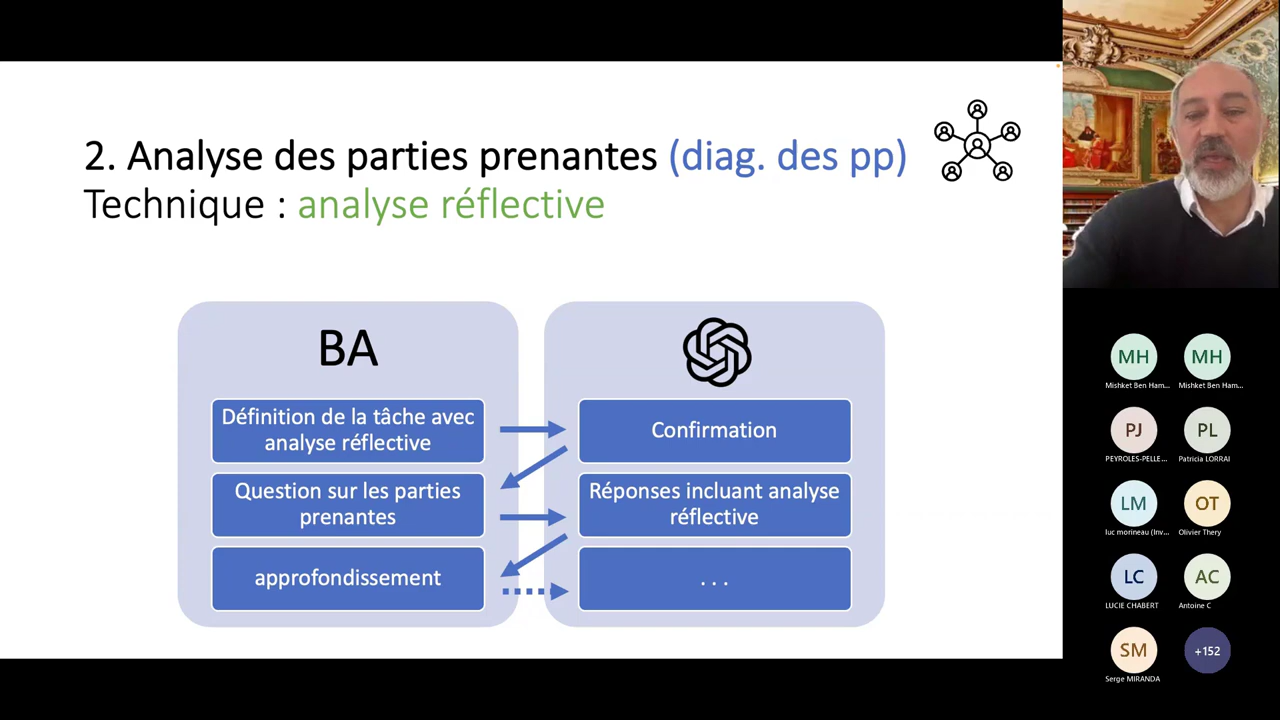 2. Analyse des parties prenantes (diag. des pp)
Technique : analyse réflective
BA
Définition de la tâche avec
analyse réflective
Confirmation
Question sur les parties
prenantes
Réponses incluant analyse
réflective
approfondissement
. . .
MH
Mishket Ben Ham...
MH
Mishket Ben Ham...
PJ
PEYROLES-PELLE...
PL
Patricia LORRAI
LM
luc morineau (Inv...
OT
Olivier Thery
LC
LUCIE CHABERT
AC
Antoine C
SM
Serge MIRANDA
+152